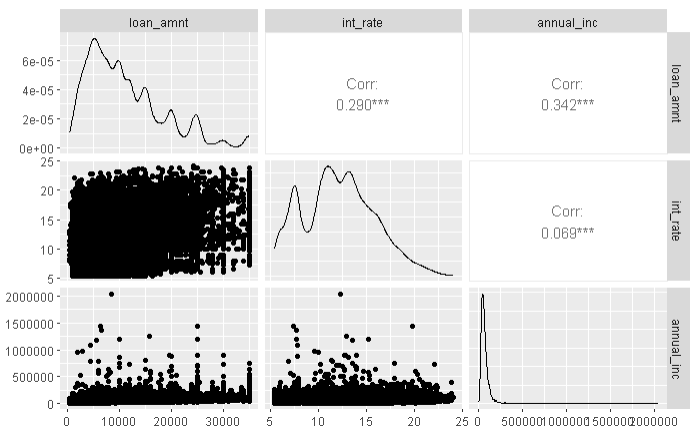 loan_amnt int_rate annual_inc
6e-05
4e-05
2e-05
0e+00
Corr:
0.290***
Corr:
0.342***
loan_amnt
25
20
15
10
5
Corr:
0.069***
int_rate
2000000
1500000
1000000
500000
0
annual_inc
0 10000 20000 30000 5 10 15 20 25 0 500000 1000000 1500000 2000000